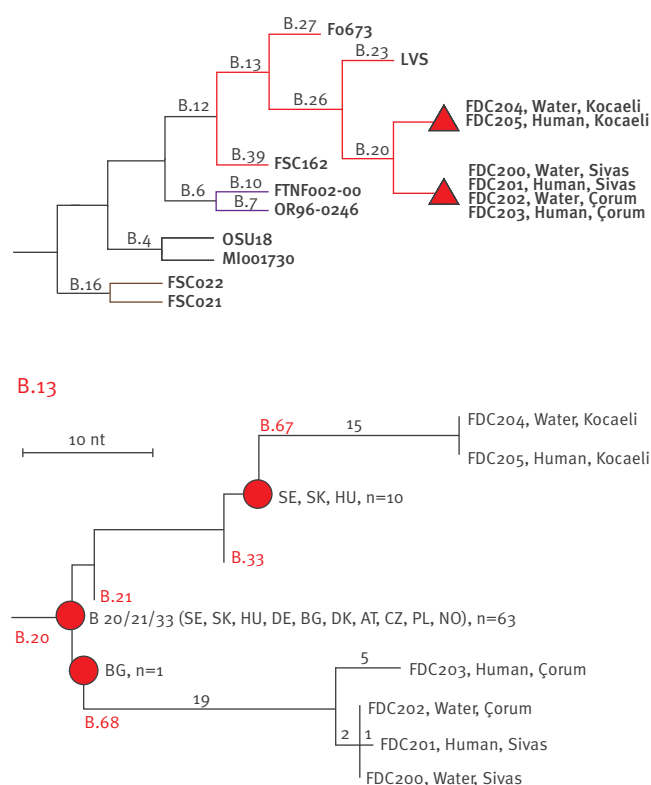 B.27
Fo673
B.23
LVS
B.13
B.12
B.26
FDC204, Water, Kocaeli
FDC205, Human, Kocaeli
B.20
B.39
FSC162
FDC200, Water, Sivas
FDC201, Human, Sivas
FDC202, Water, Çorum
FDC203, Human, Çorum
B.10
FTNF002-00
B.6
B.7
OR96-0246
B.4
OSU18
MI001730
B.16
FSC022
FSC021
B.13
B.67
15
FDC204, Water, Kocaeli
10 nt
FDC205, Human, Kocaeli
SE, SK, HU, n=10
B.33
B.21
B 20/21/33 (SE, SK, HU, DE, BG, DK, AT, CZ, PL, NO), n=63
B.20
BG, n=1
5
FDC203, Human, Çorum
19
B.68
FDC202, Water, Çorum
2
1
FDC201, Human, Sivas
FDC200, Water, Sivas